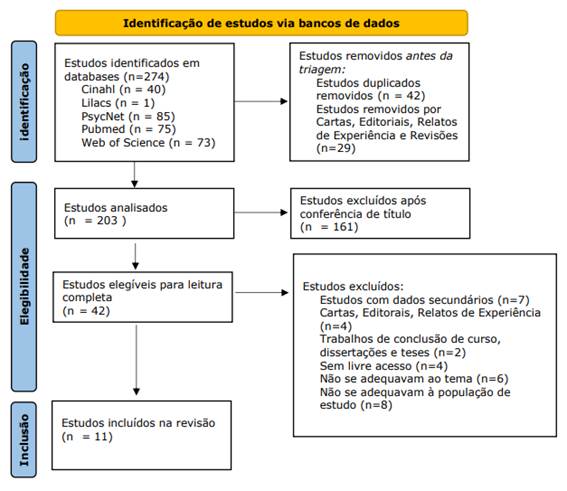 Identificação de estudos via bancos de dados
identificação
Estudos identificados em
databases (n=274)
Cinahl (n = 40)
Lilacs (n = 1)
PsycNet (n = 85)
Pubmed (n = 75)
Web of Science (n = 73)
Estudos removidos antes da
triagem:
Estudos duplicados
removidos (n = 42)
Estudos removidos por
Cartas, Editoriais, Relatos
de Experiência e Revisões
(n=29)
Elegibilidade
Estudos analisados
(n = 203 )
Estudos excluídos após
conferência de título
(n = 161)
Estudos elegíveis para leitura
completa
(n = 42)
Estudos excluídos:
Estudos com dados secundários (n=7)
Cartas, Editorais, Relatos de Experiência
(n=4)
Trabalhos de conclusão de curso,
dissertações e teses (n=2)
Sem livre acesso (n=4)
Não se adequavam ao tema (n=6)
Não se adequavam à população de
estudo (n=8)
Inclusão
Estudos incluídos na revisão
(n = 11)